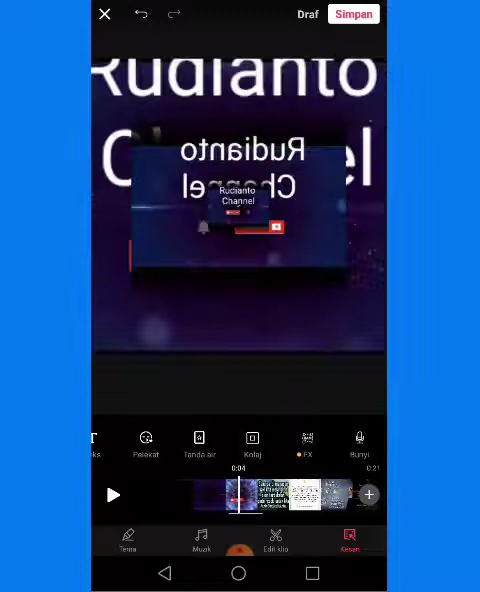 Draf Simpan
Rudianto
Channel
Rudianto
Channel
Rudianto
Channel
Pelekat Tanda air Kolaj FX Bunyi
0:04 0:21
Tema Muzik Edit klip Kesan